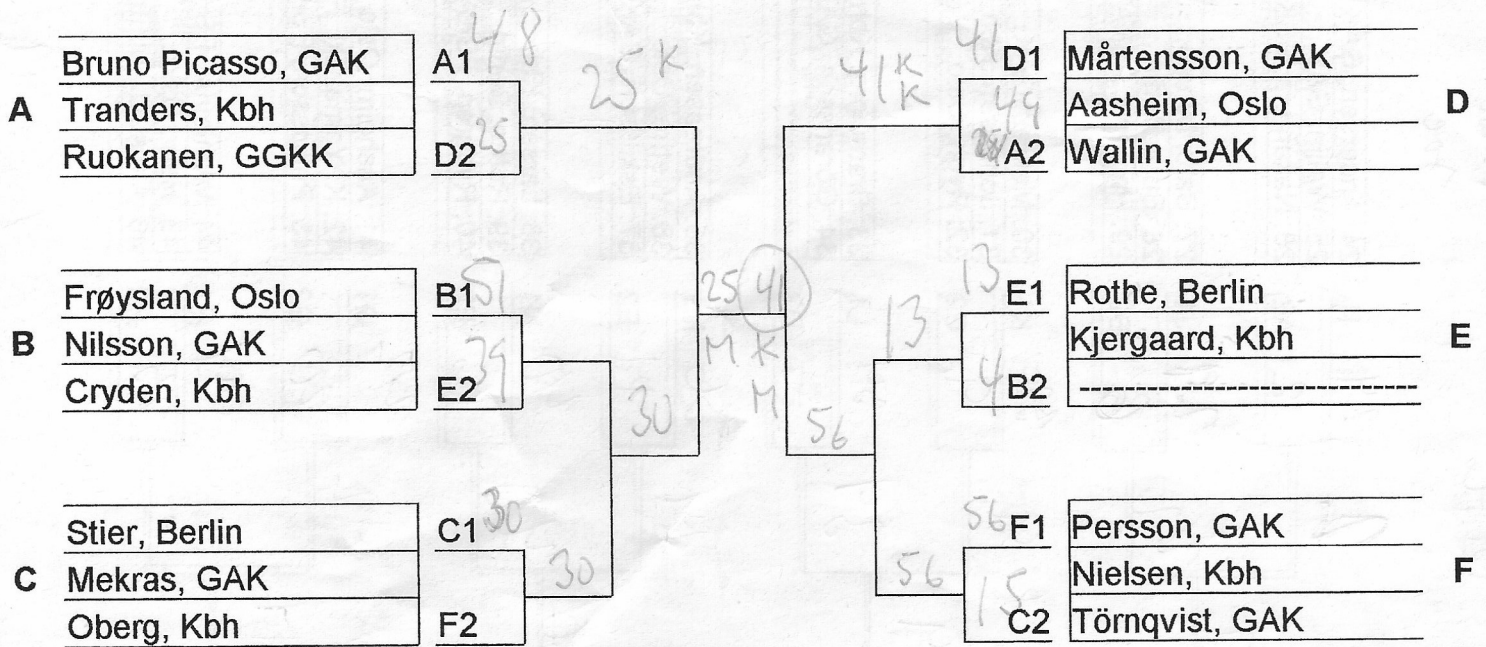 48
25 K
41 K
K
41
Bruno Picasso, GAK A1
D1 Mårtensson, GAK
A Tranders, Kbh
49
Aasheim, Oslo D
Ruokanen, GGKK D2 25
A2 Wallin, GAK
25 41
M K
M
Frøysland, Oslo B1 51
13 E1 Rothe, Berlin
B Nilsson, GAK
13
Kjergaard, Kbh E
Cryden, Kbh E2 39
4 B2 ----------------------------
30
56
Stier, Berlin C1 30
56 F1 Persson, GAK
C Mekras, GAK
30
56
Nielsen, Kbh F
Oberg, Kbh F2
15 C2 Törnqvist, GAK